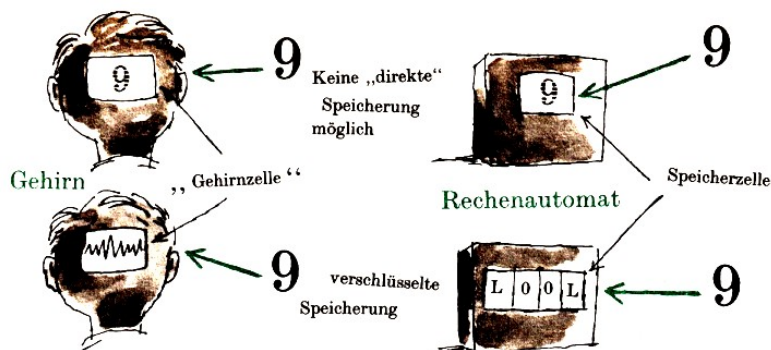 9
9
9
9
Keine „direkte“
Speicherung
möglich
Gehirn
„ Gehirnzelle “
Speicherzelle
Rechenautomat
9
verschlüsselte
Speicherung
L 0 0 L
9